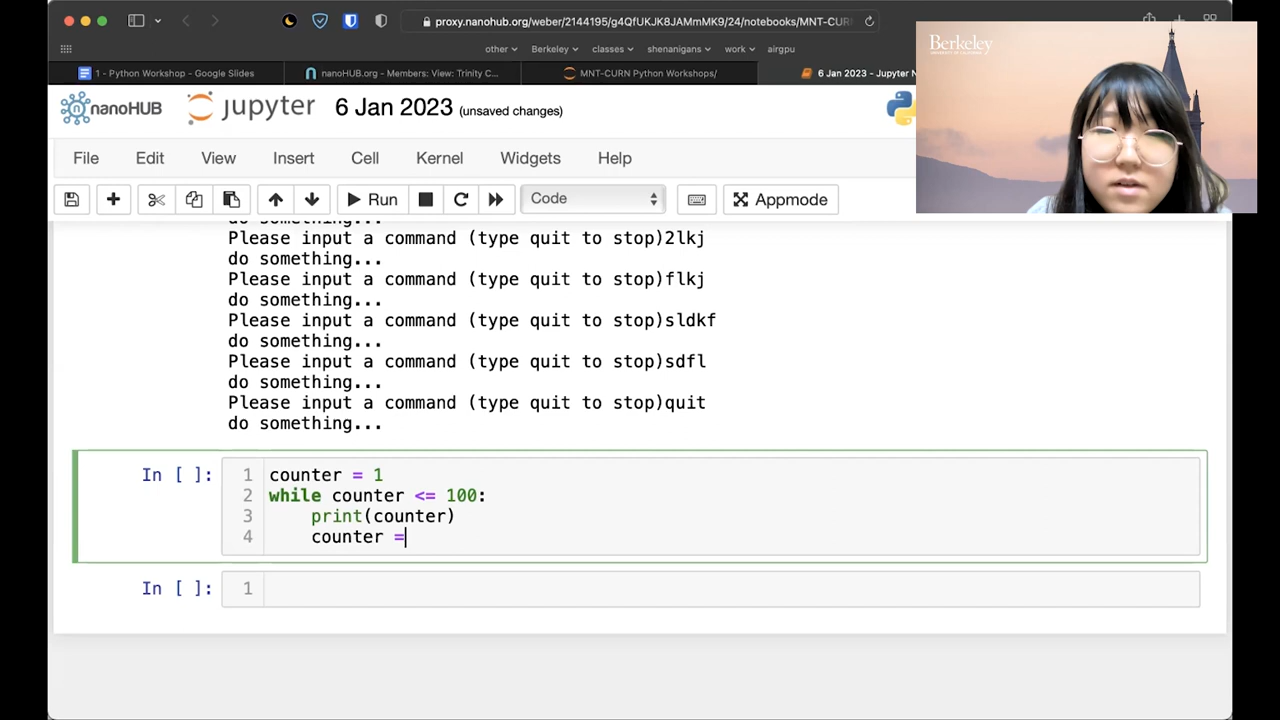 proxy.nanohub.org/weber/2144195/g4QfUKJK8JAMmMK9/24/notebooks/MNT-CUR
other Berkeley classes shenanigans work airgpu
1 - Python Workshop - Google Slides
nanoHUB.org - Members: View: Trinity C...
MNT-CURN Python Workshops/
6 Jan 2023 - Jupyter N
Berkeley
nanoHUB jupyter 6 Jan 2023 (unsaved changes)
File Edit View Insert Cell Kernel Widgets Help
Run Code Appmode
do something...
Please input a command (type quit to stop)2lkj
do something...
Please input a command (type quit to stop)flkj
do something...
Please input a command (type quit to stop)sldkf
do something...
Please input a command (type quit to stop)sdfl
do something...
Please input a command (type quit to stop)quit
do something...
In [ ]: 1 counter = 1
2 while counter <= 100:
3 print(counter)
4 counter =
In [ ]: 1